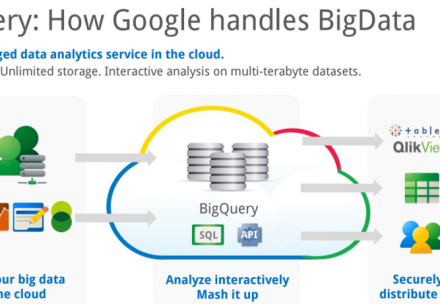 ery: How Google handles BigData
ged data analytics service in the cloud.
Unlimited storage. Interactive analysis on multi-terabyte datasets.
+ a b l e
QlikVie
BigQuery
SQL
API
our big data
he cloud
Analyze interactively
Mash it up
Securely
distribute